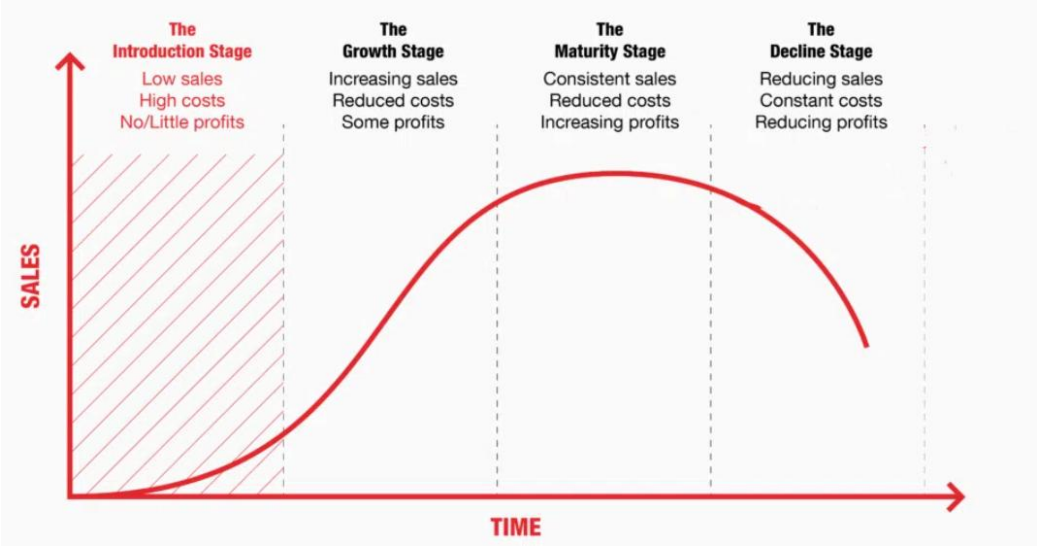 The
Introduction Stage
Low sales
High costs
No/Little profits
The
Growth Stage
Increasing sales
Reduced costs
Some profits
The
Maturity Stage
Consistent sales
Reduced costs
Increasing profits
The
Decline Stage
Reducing sales
Constant costs
Reducing profits
SALES
TIME